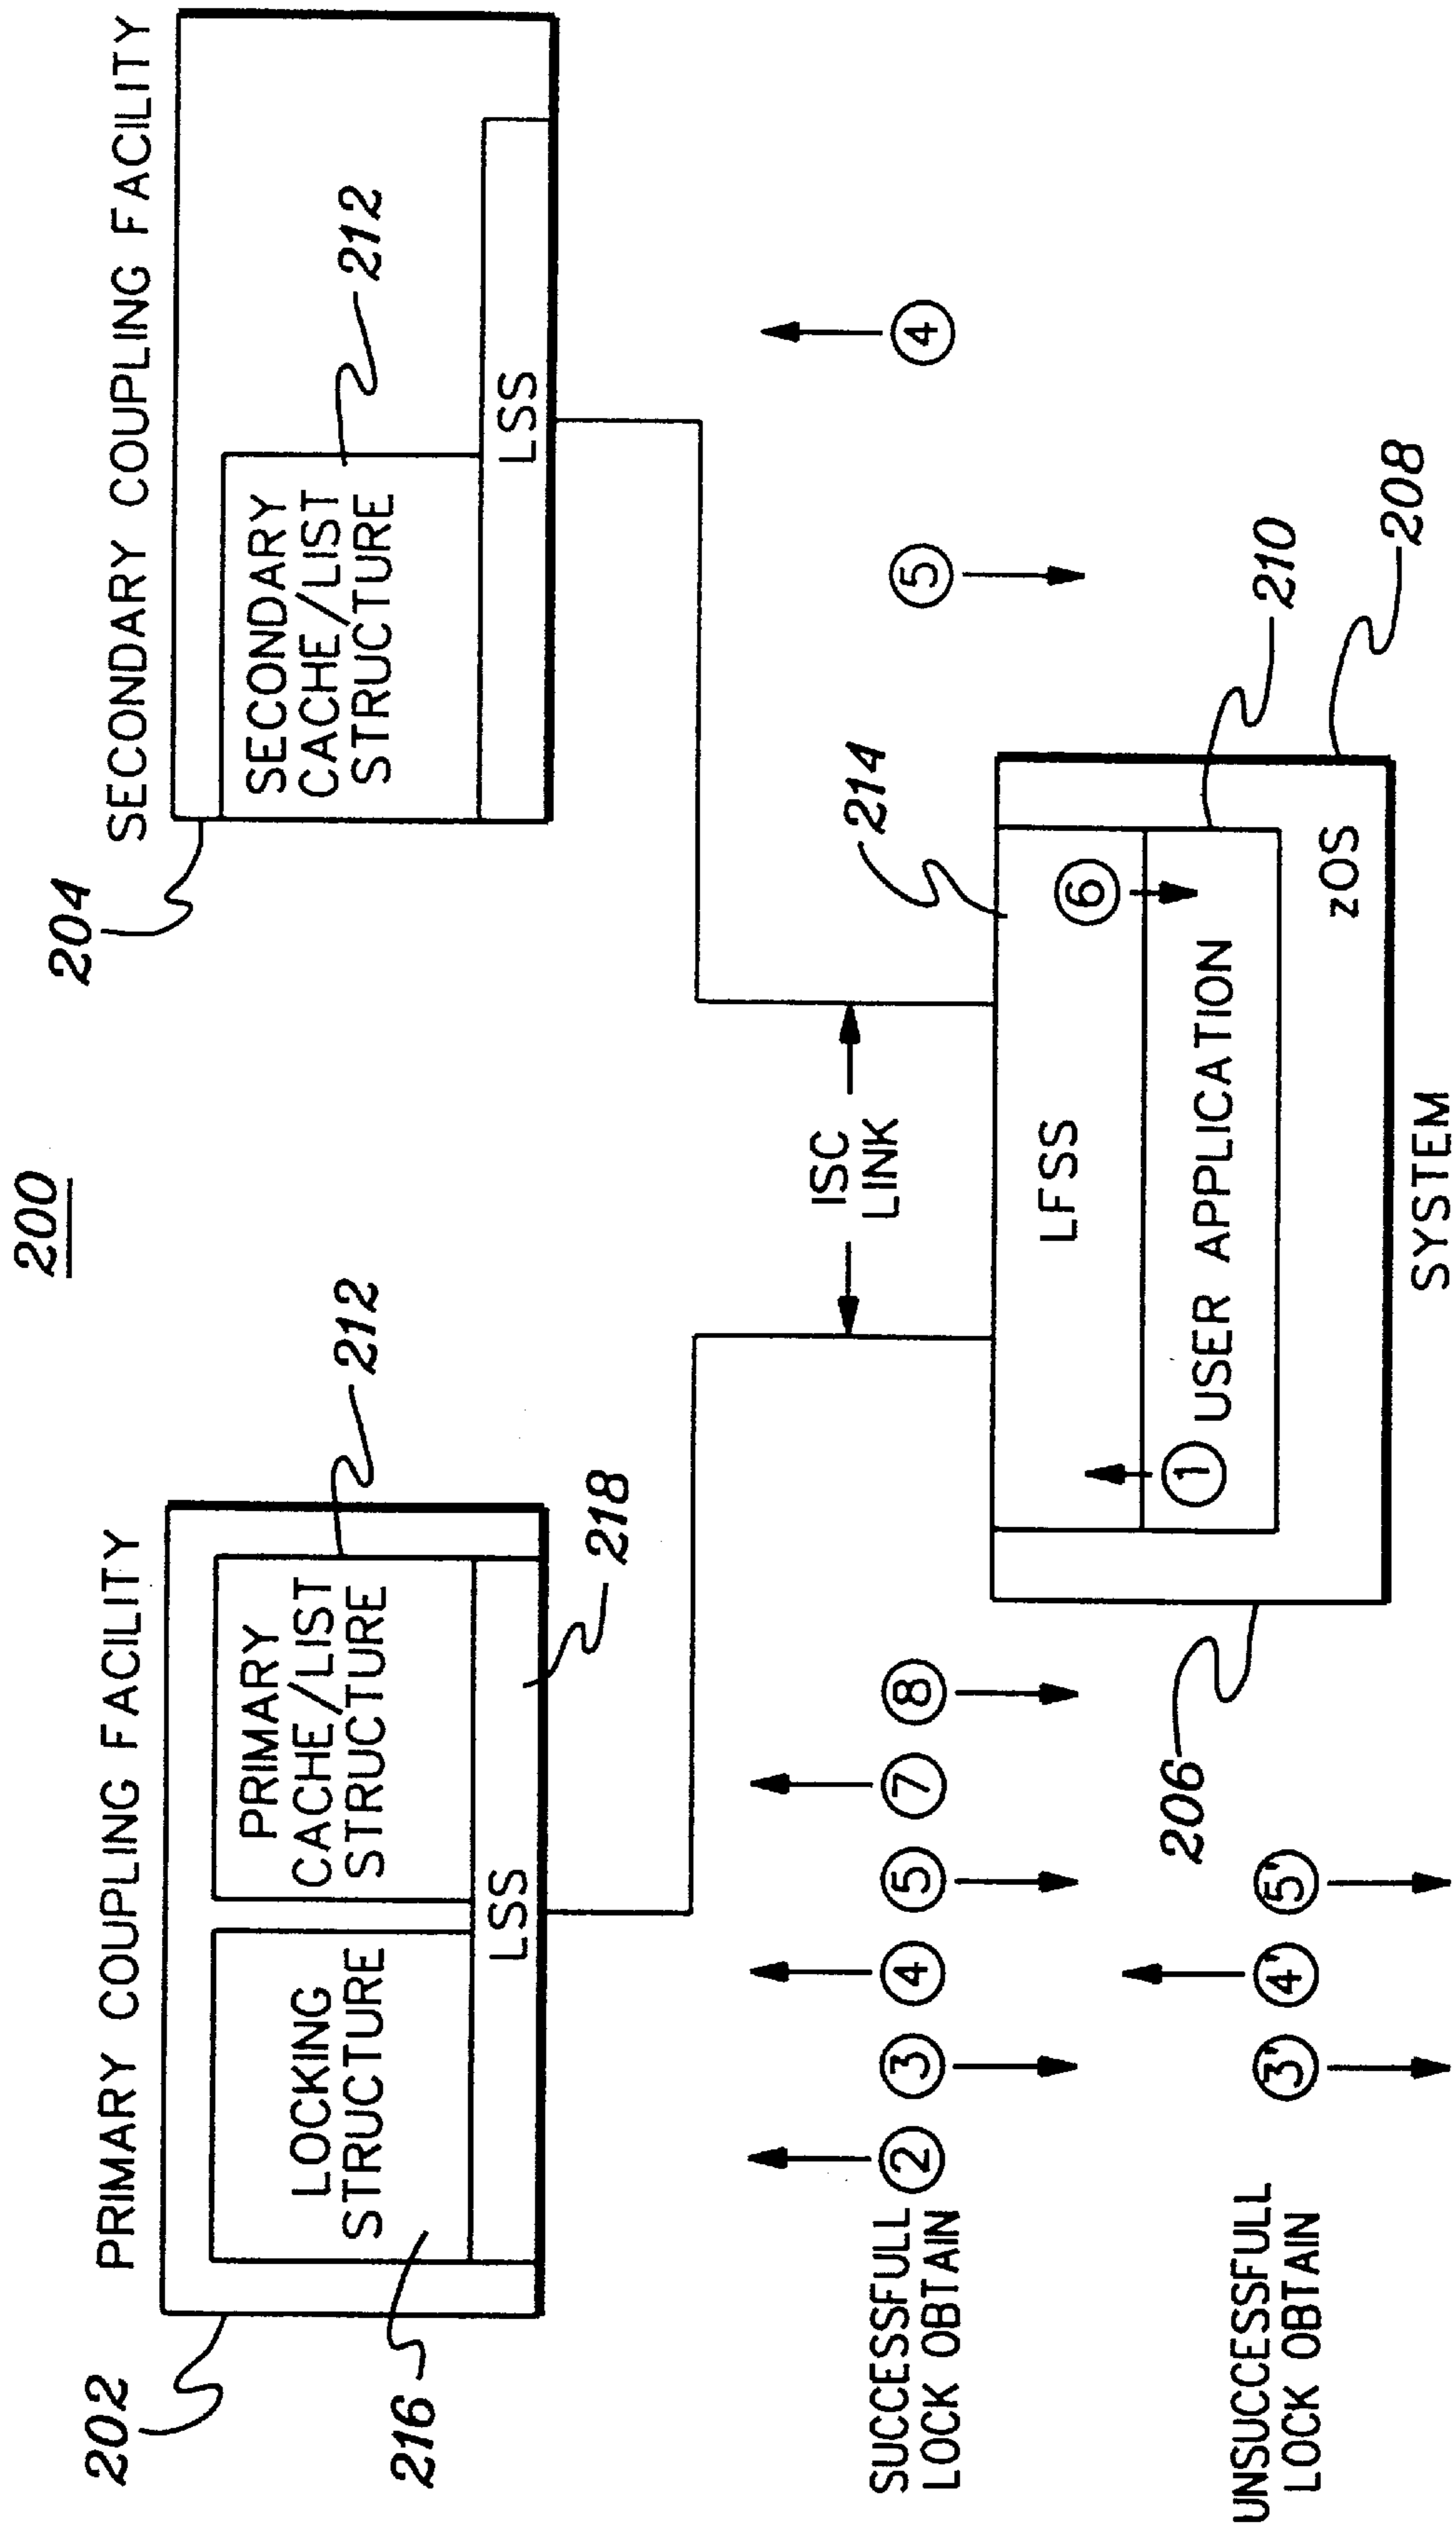 200
PRIMARY COUPLING FACILITY
202
LOCKING
STRUCTURE
216
PRIMARY
CACHE/LIST
STRUCTURE
212
LSS
218
SECONDARY COUPLING FACILITY
204
SECONDARY
CACHE/LIST
STRUCTURE
212
LSS
ISC
LINK
SUCCESSFULL
LOCK OBTAIN
2
3
4
5
7
8
5
4
UNSUCCESSFULL
LOCK OBTAIN
3'
4'
5'
206
214
LFSS
6
1
USER APPLICATION
210
zOS
208
SYSTEM